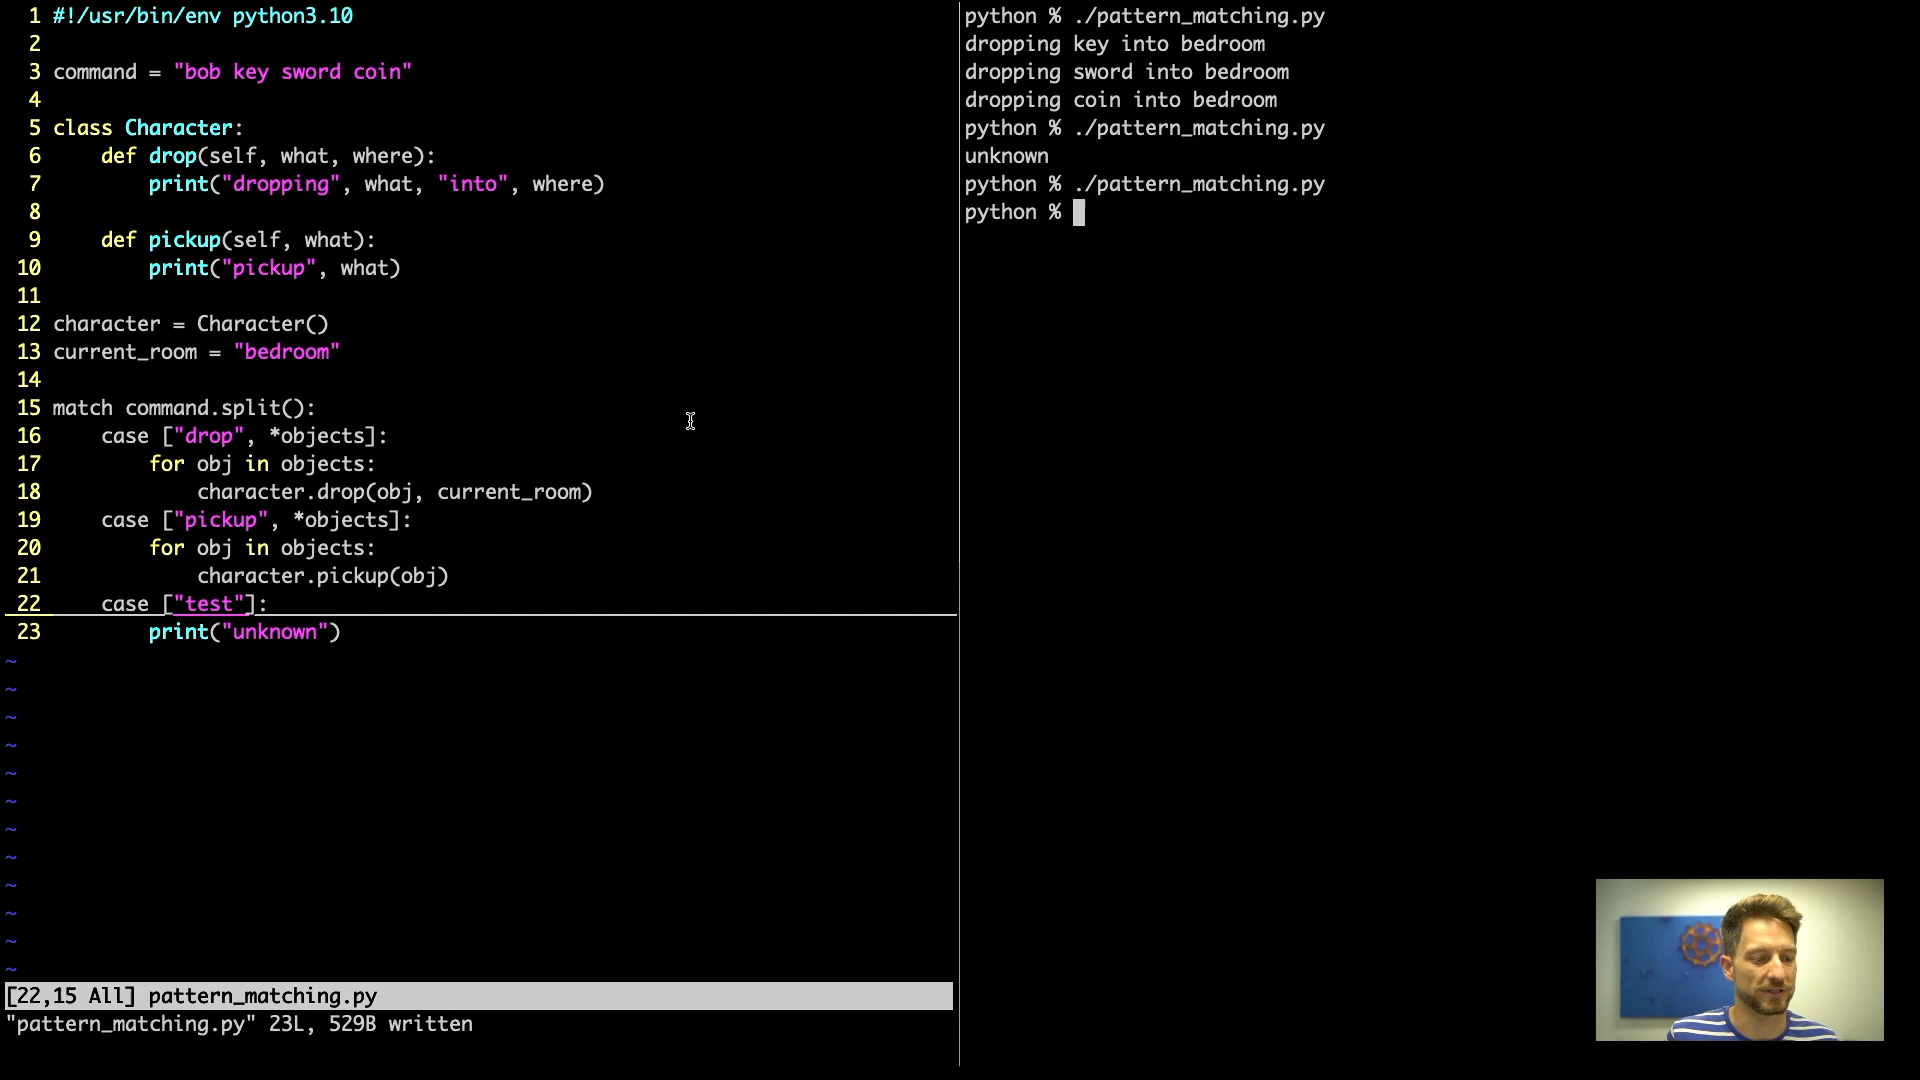 1 #!/usr/bin/env python3.10
2
3 command = "bob key sword coin"
4
5 class Character:
6     def drop(self, what, where):
7         print("dropping", what, "into", where)
8
9     def pickup(self, what):
10         print("pickup", what)
11
12 character = Character()
13 current_room = "bedroom"
14
15 match command.split():
16     case ["drop", *objects]:
17         for obj in objects:
18             character.drop(obj, current_room)
19     case ["pickup", *objects]:
20         for obj in objects:
21             character.pickup(obj)
22     case ["test"]:
23         print("unknown")
~
~
~
~
~
~
~
~
~
~
~
~
[22,15 All] pattern_matching.py
"pattern_matching.py" 23L, 529B written
python % ./pattern_matching.py
dropping key into bedroom
dropping sword into bedroom
dropping coin into bedroom
python % ./pattern_matching.py
unknown
python % ./pattern_matching.py
python %